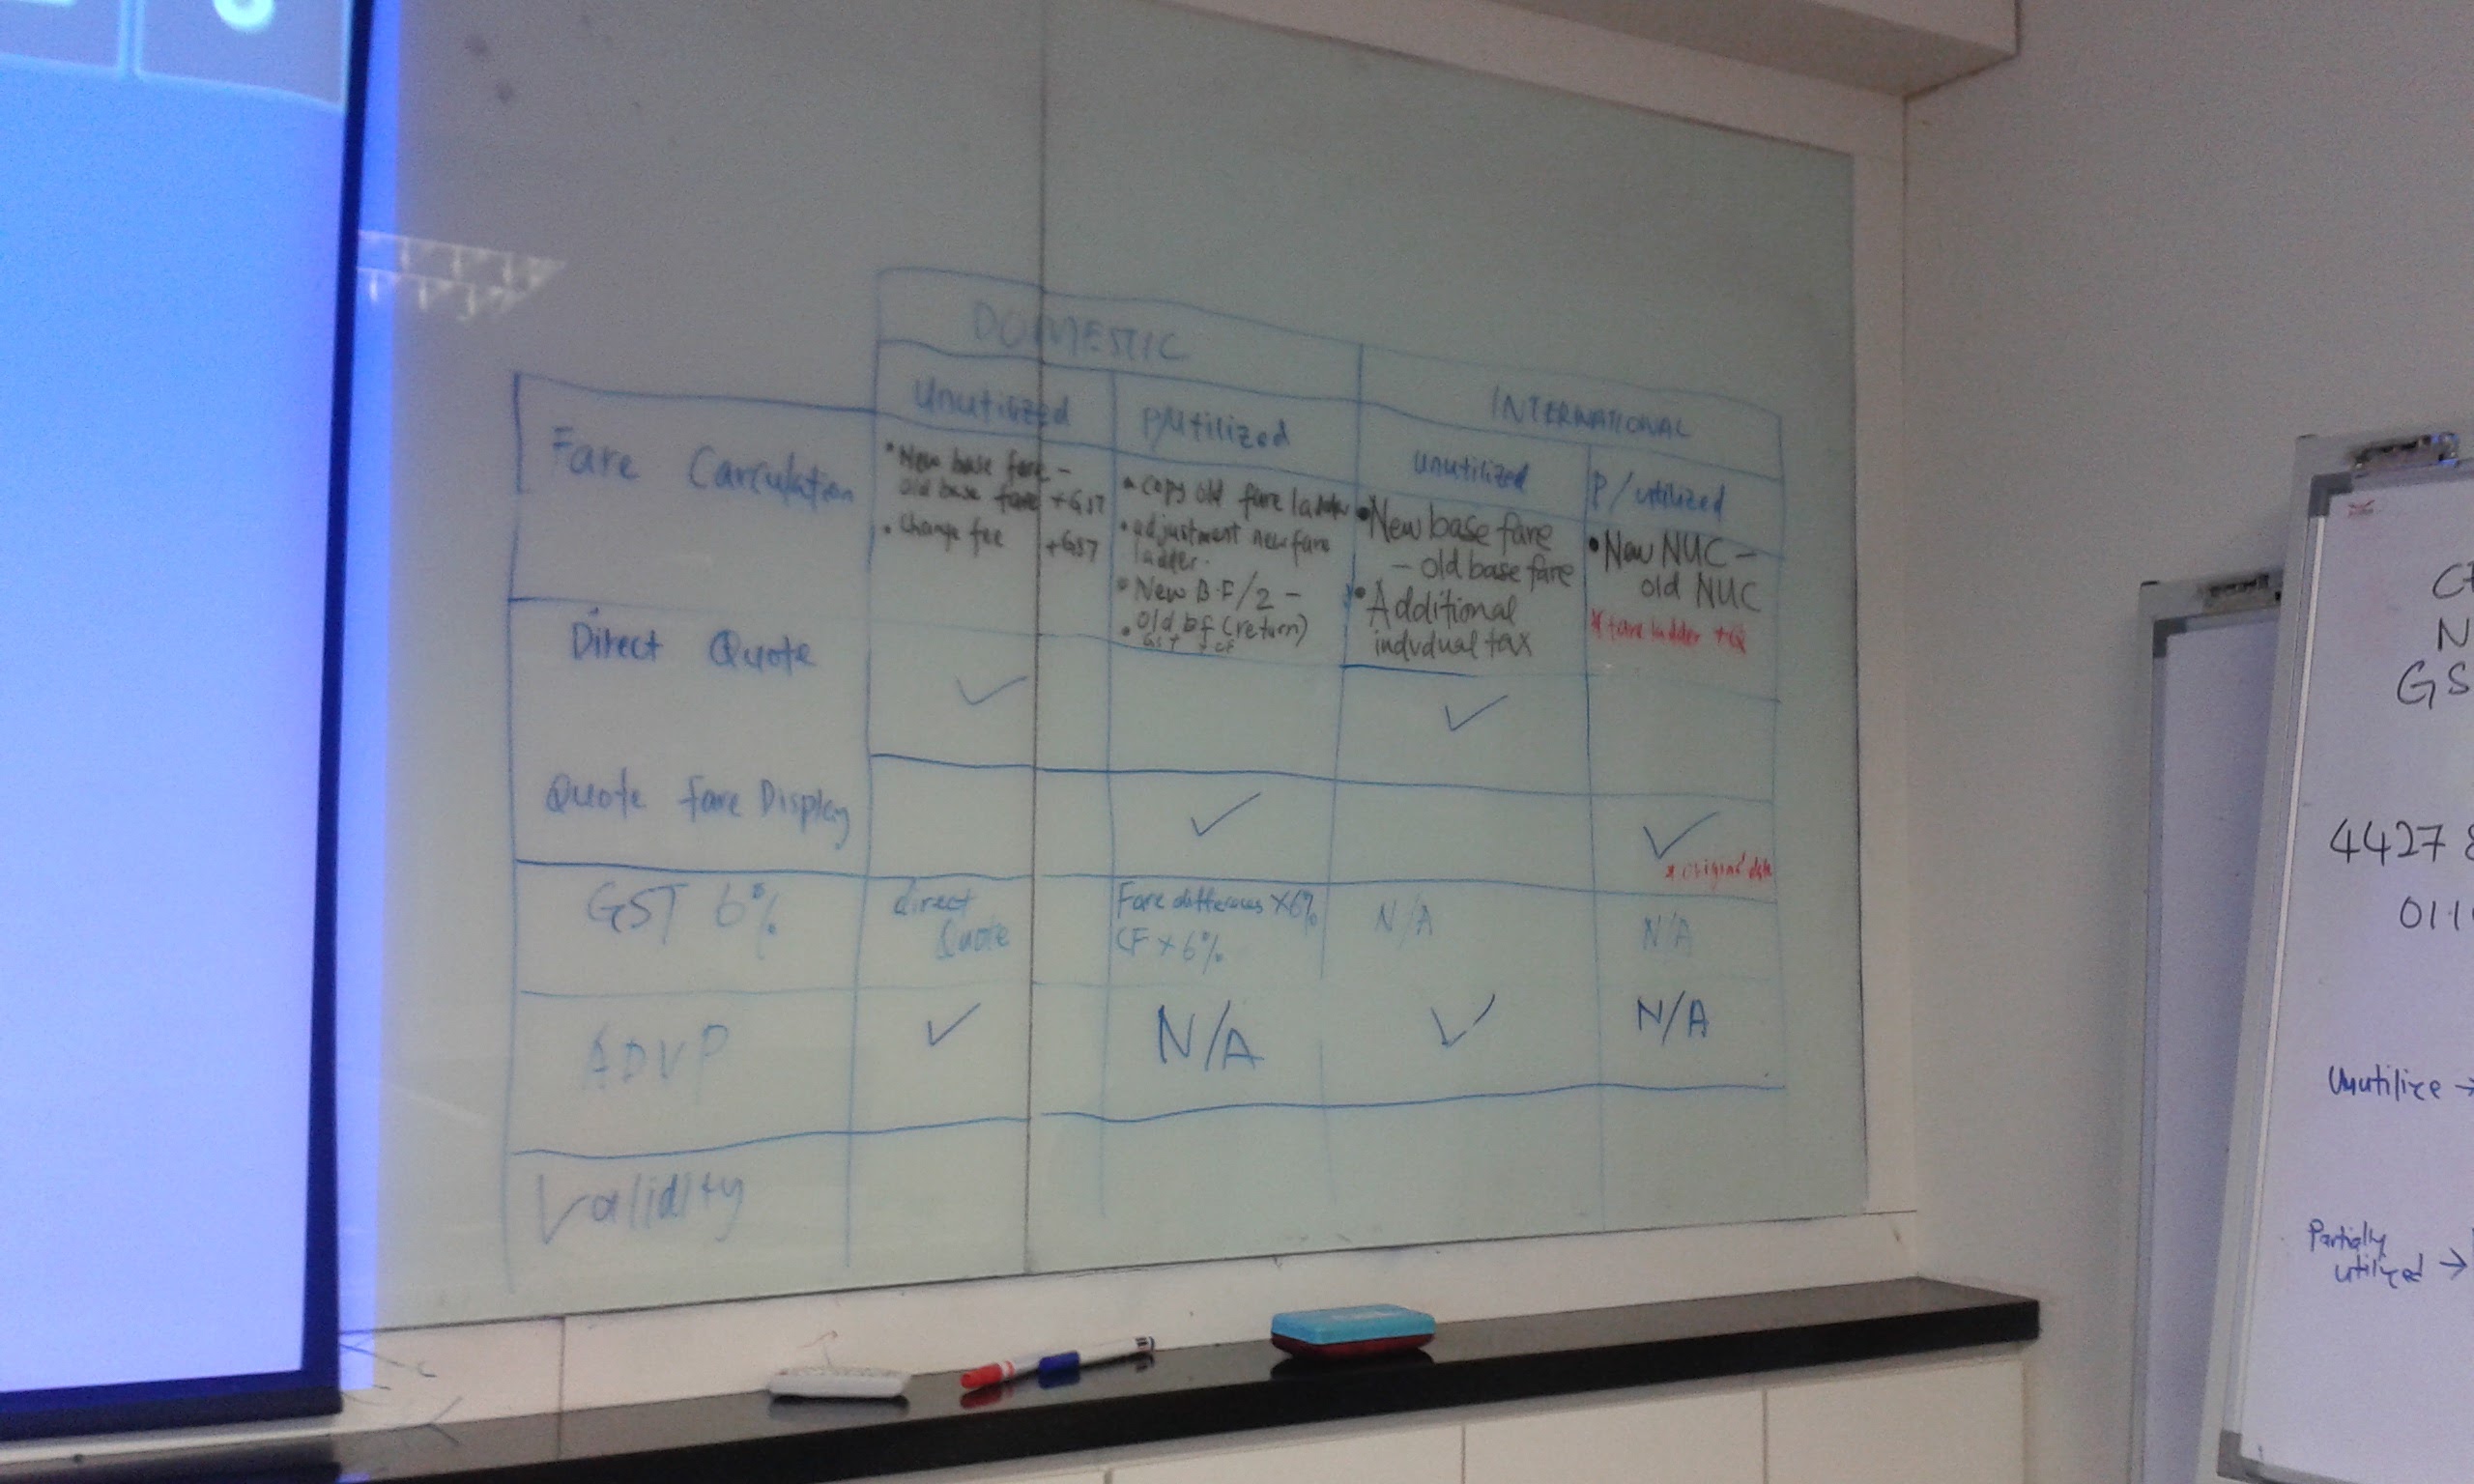 DOMESTIC
INTERNATIONAL
Unutilized
P/Utilized
unutilized
P/utilized
Fare Carculation
• New base fare -
old base fare +GST
• Change fee +GST
• copy old fare ladder
• adjustment new fare
ladder.
• New B.F/2 -
• Old bf (return)
GST + CF
• New base fare
- old base fare
• Additional
indvdual tax
• New NUC -
old NUC
* fare ladder +Q
Direct Quote
Quote fare Display
* original date
GST 6%
direct
Quote
Fare differences X6%
CF x 6%
N/A
N/A
ADVP
N/A
N/A
Validity
N
GS
4427 8
011
Unutilize →
Partially
utilized →